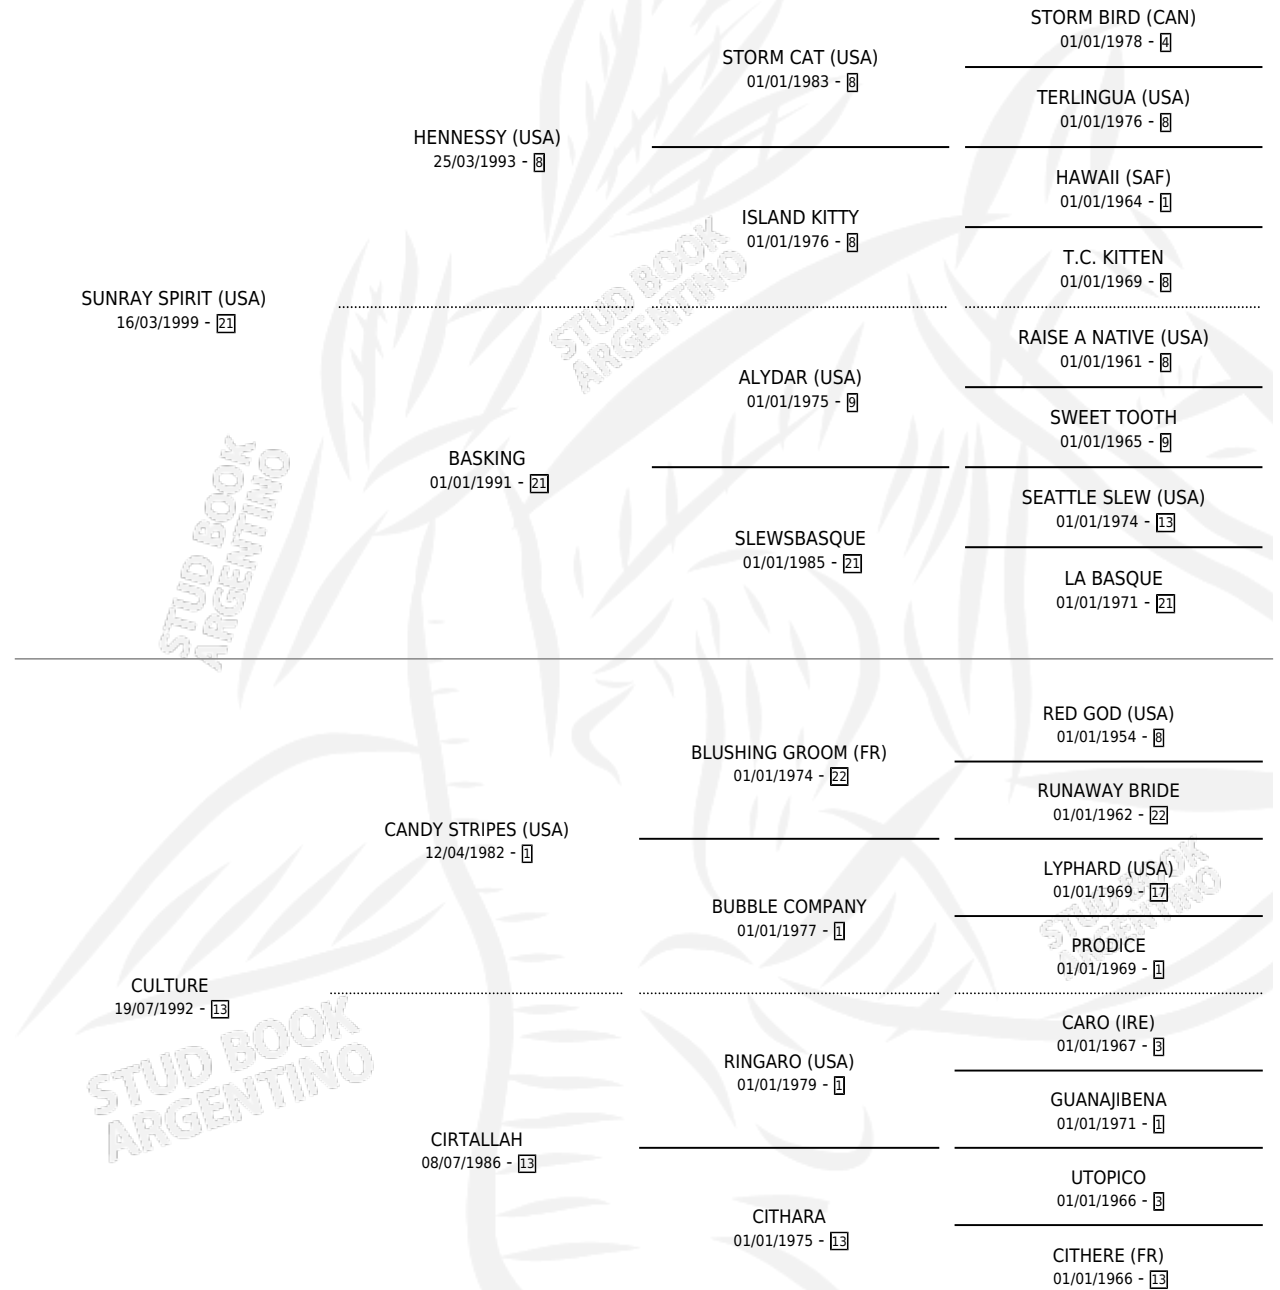 STORM BIRD (CAN)
01/01/1978 - 4
STORM CAT (USA)
01/01/1983 - 8
TERLINGUA (USA)
01/01/1976 - 8
HENNESSY (USA)
25/03/1993 - 8
HAWAII (SAF)
01/01/1964 - 1
ISLAND KITTY
01/01/1976 - 8
T.C. KITTEN
01/01/1969 - 8
SUNRAY SPIRIT (USA)
16/03/1999 - 21
RAISE A NATIVE (USA)
01/01/1961 - 8
ALYDAR (USA)
01/01/1975 - 9
SWEET TOOTH
01/01/1965 - 9
BASKING
01/01/1991 - 21
SEATTLE SLEW (USA)
01/01/1974 - 13
SLEWSBASQUE
01/01/1985 - 21
LA BASQUE
01/01/1971 - 21
RED GOD (USA)
01/01/1954 - 8
BLUSHING GROOM (FR)
01/01/1974 - 22
RUNAWAY BRIDE
01/01/1962 - 22
CANDY STRIPES (USA)
12/04/1982 - 1
LYPHARD (USA)
01/01/1969 - 17
BUBBLE COMPANY
01/01/1977 - 1
PRODICE
01/01/1969 - 1
CULTURE
19/07/1992 - 13
CARO (IRE)
01/01/1967 - 3
RINGARO (USA)
01/01/1979 - 1
GUANAJIBENA
01/01/1971 - 1
CIRTALLAH
08/07/1986 - 13
UTOPICO
01/01/1966 - 3
CITHARA
01/01/1975 - 13
CITHERE (FR)
01/01/1966 - 13
STUD BOOK
ARGENTINO
STUD BOOK
ARGENTINO
STUD BOOK
ARGENTINO
STUD BOOK
ARGENTINO